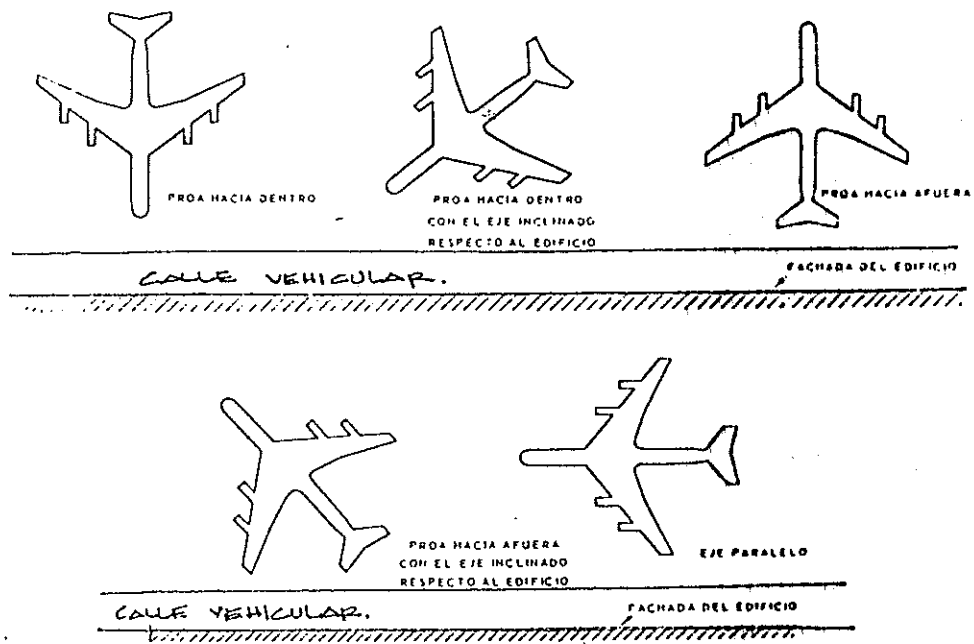 PROA HACIA DENTRO
PROA HACIA DENTRO
CON EL EJE INCLINADO
RESPECTO AL EDIFICIO
PROA HACIA AFUERA
CALLE VEHICULAR.
FACHADA DEL EDIFICIO
PROA HACIA AFUERA
CON EL EJE INCLINADO
RESPECTO AL EDIFICIO
EJE PARALELO
CALLE VEHICULAR.
FACHADA DEL EDIFICIO